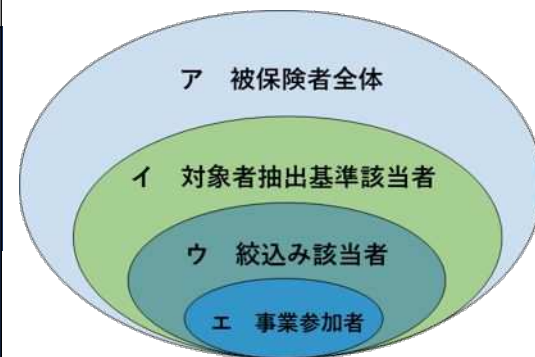 ア　被保険者全体
イ　対象者抽出基準該当者
ウ　絞込み該当者
エ　事業参加者